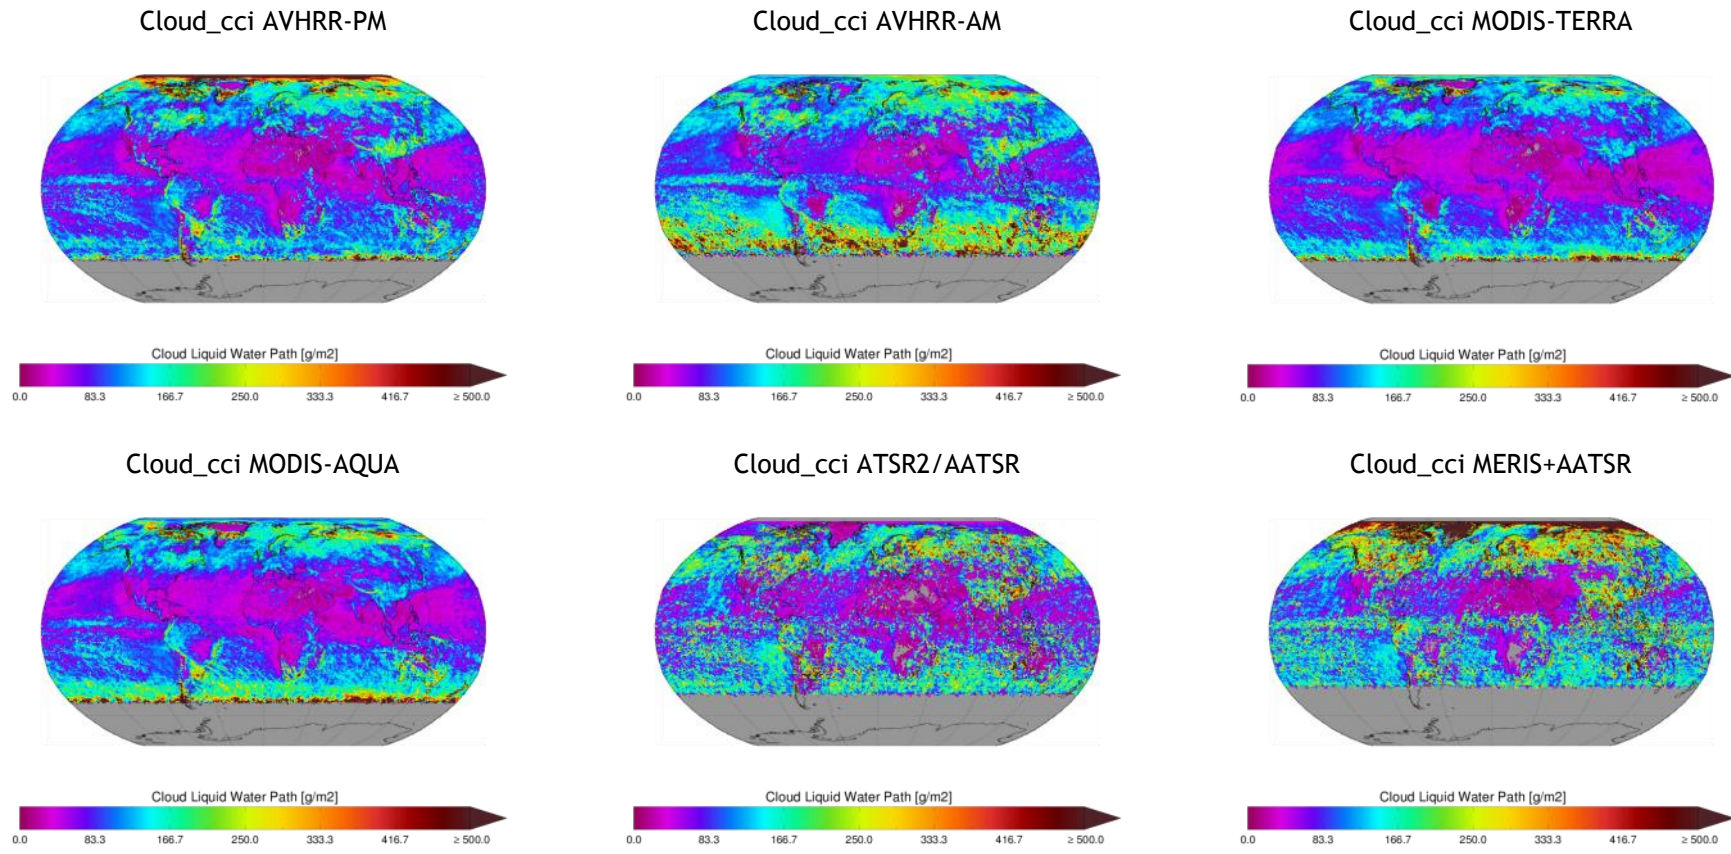 Cloud_cci AVHRR-PM
Cloud_cci AVHRR-AM
Cloud_cci MODIS-TERRA
Cloud Liquid Water Path [g/m2]
0.0 83.3 166.7 250.0 333.3 416.7 ≥ 500.0
Cloud Liquid Water Path [g/m2]
0.0 83.3 166.7 250.0 333.3 416.7 ≥ 500.0
Cloud Liquid Water Path [g/m2]
0.0 83.3 166.7 250.0 333.3 416.7 ≥ 500.0
Cloud_cci MODIS-AQUA
Cloud_cci ATSR2/AATSR
Cloud_cci MERIS+AATSR
Cloud Liquid Water Path [g/m2]
0.0 83.3 166.7 250.0 333.3 416.7 ≥ 500.0
Cloud Liquid Water Path [g/m2]
0.0 83.3 166.7 250.0 333.3 416.7 ≥ 500.0
Cloud Liquid Water Path [g/m2]
0.0 83.3 166.7 250.0 333.3 416.7 ≥ 500.0